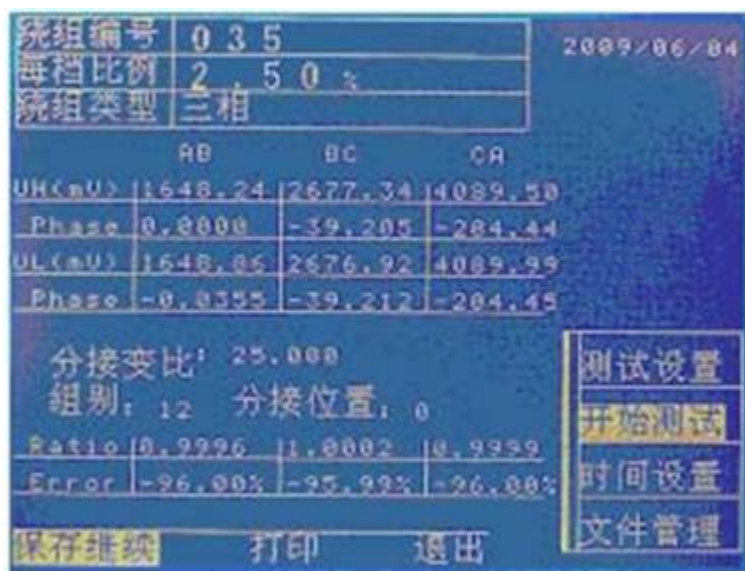 绕组编号 035
2009/06/04
每档比例 2.50%
绕组类型 三相
AB BC CA
UH(mV) 1648.24 2677.34 4089.50
Phase 0.0000 -39.205 -204.44
UL(mV) 1648.86 2676.92 4089.99
Phase -0.0355 -39.212 -204.45
分接变比: 25.000
测试设置
组别: 12 分接位置: 0
开始测试
Ratio 0.9996 1.0002 0.9999
Error -96.00% -95.99% -96.00%
时间设置
文件管理
保存继续 打印 退出